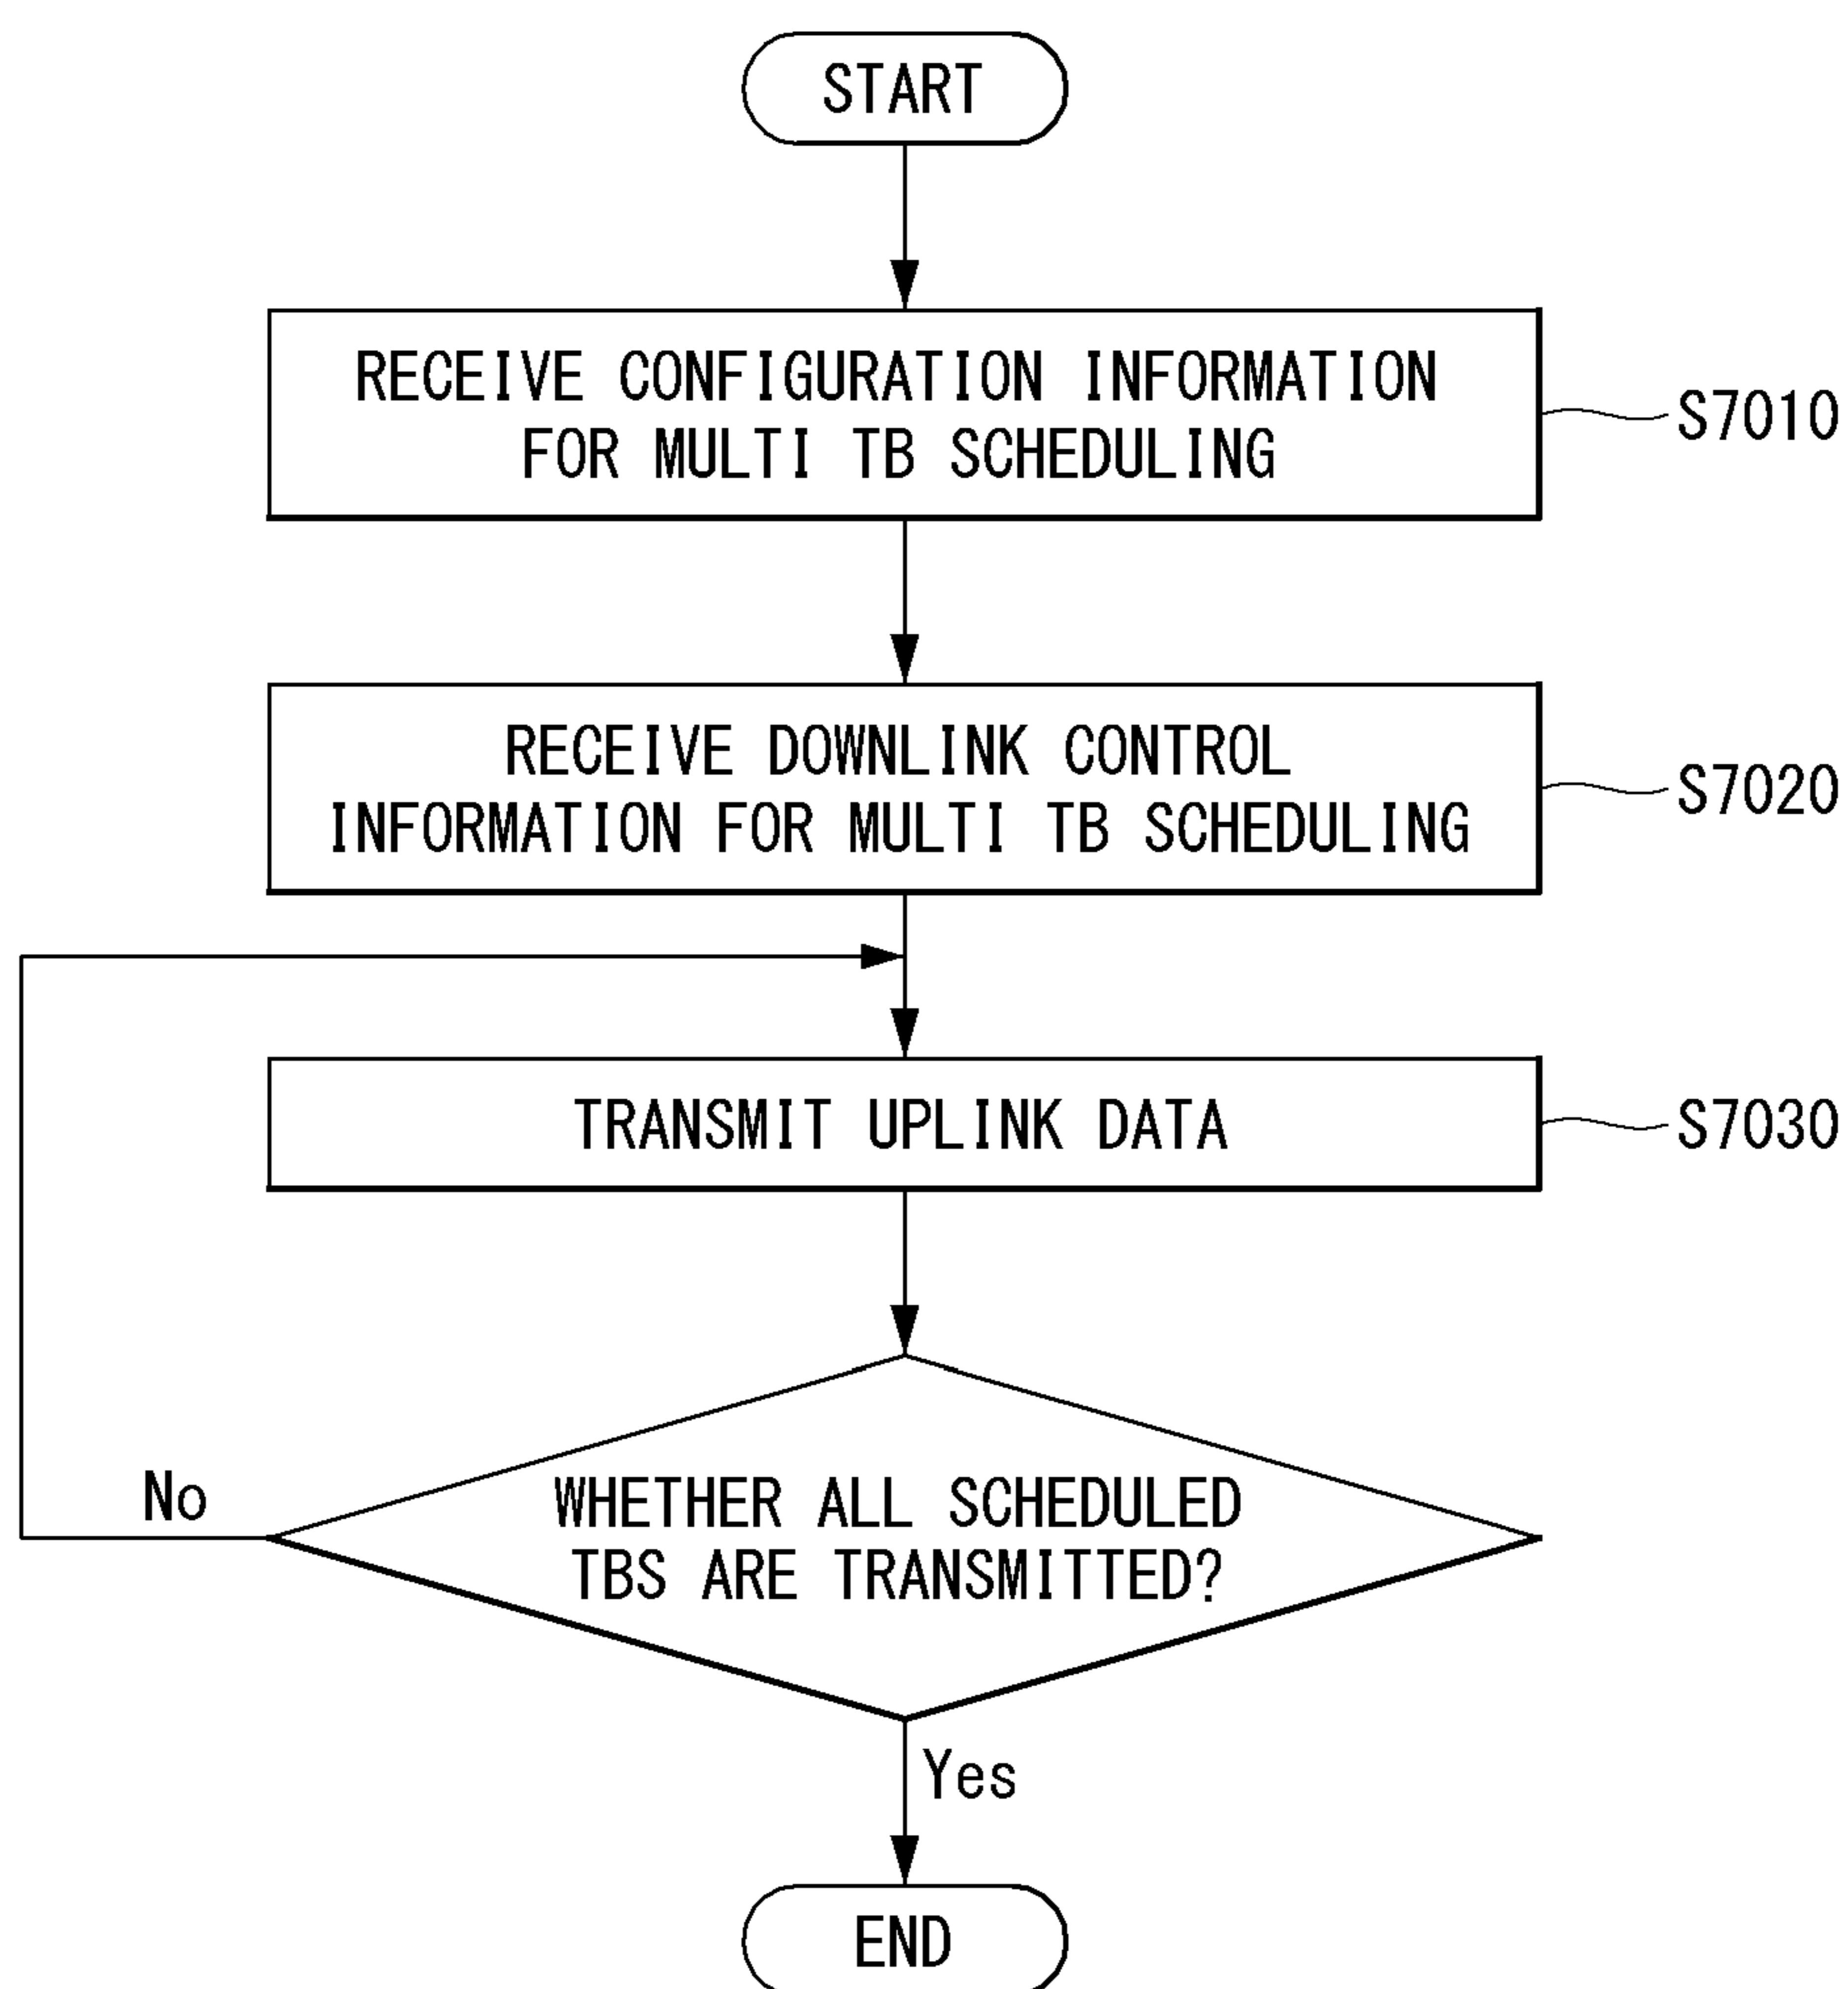 START
RECEIVE CONFIGURATION INFORMATION
FOR MULTI TB SCHEDULING
S7010
RECEIVE DOWNLINK CONTROL
INFORMATION FOR MULTI TB SCHEDULING
S7020
TRANSMIT UPLINK DATA
S7030
WHETHER ALL SCHEDULED
TBS ARE TRANSMITTED?
No
Yes
END